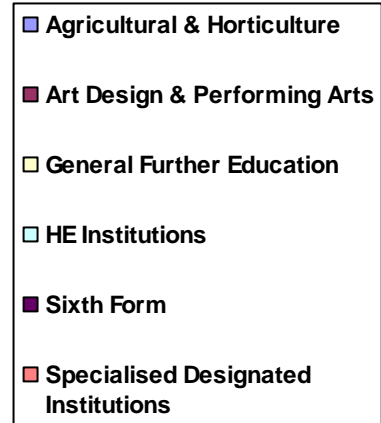 Agricultural & Horticulture
Art Design & Performing Arts
General Further Education
HE Institutions
Sixth Form
Specialised Designated
Institutions